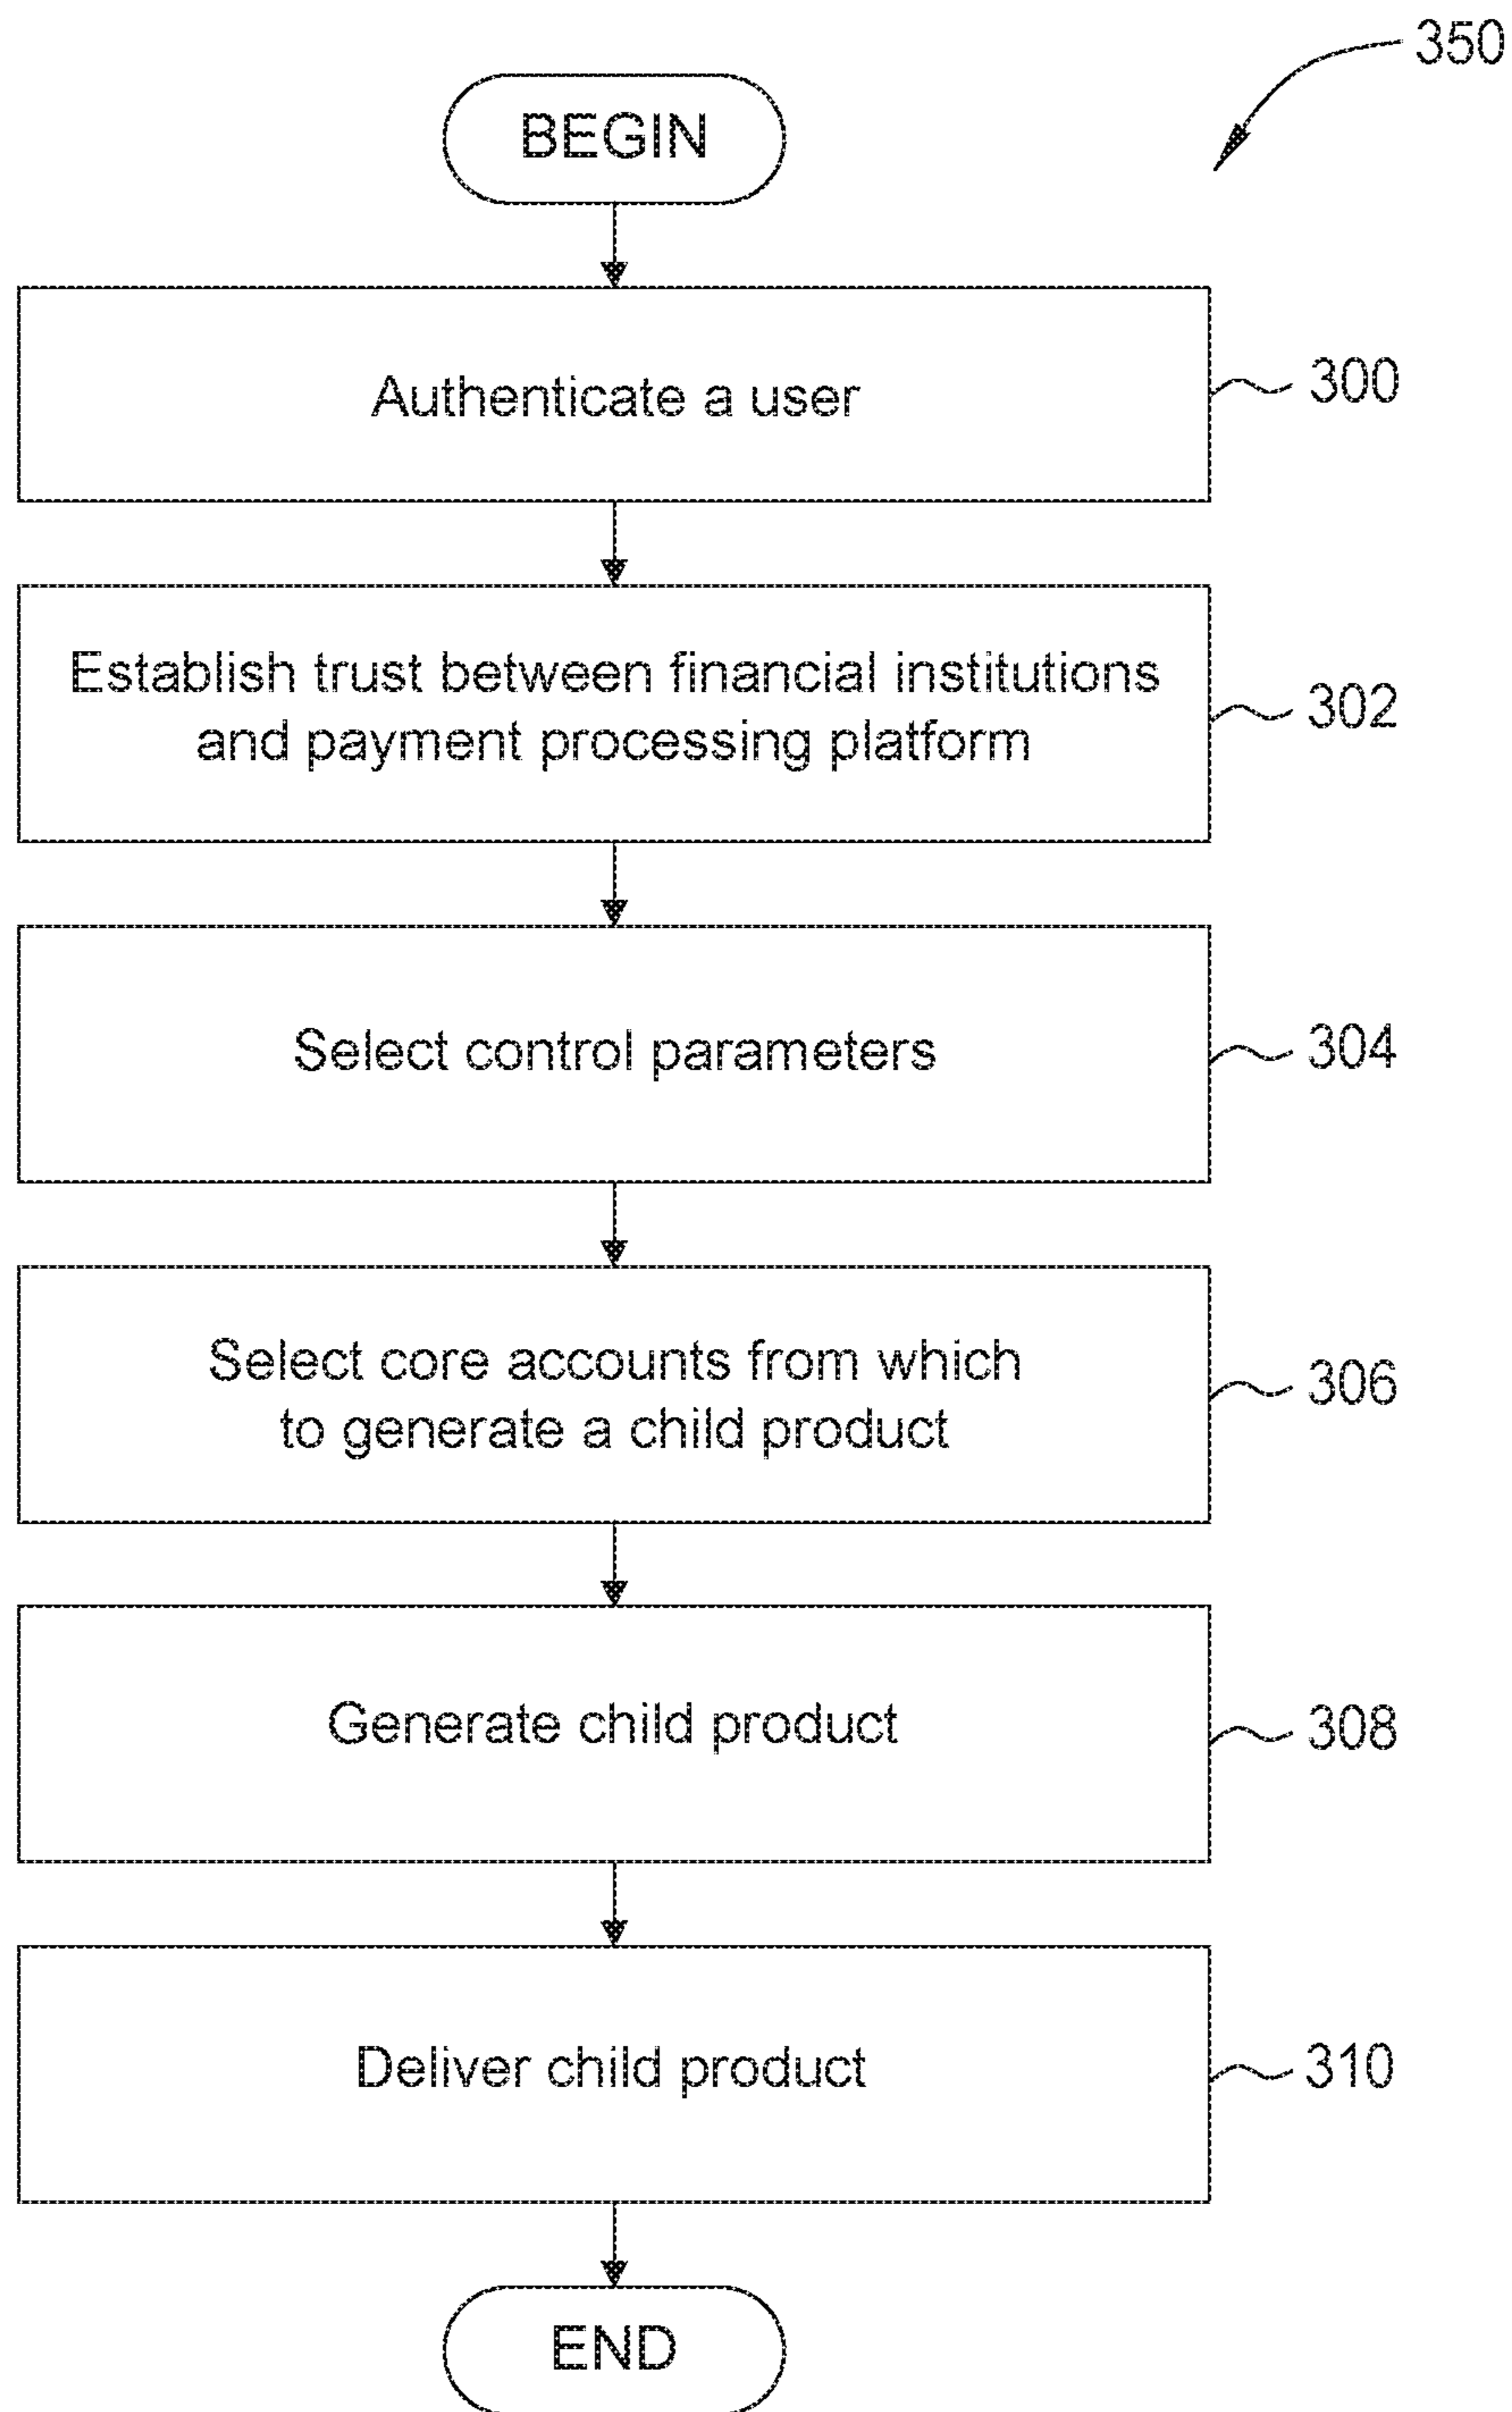 350
BEGIN
Authenticate a user
300
Establish trust between financial institutions
and payment processing platform
302
Select control parameters
304
Select core accounts from which
to generate a child product
306
Generate child product
308
Deliver child product
310
END